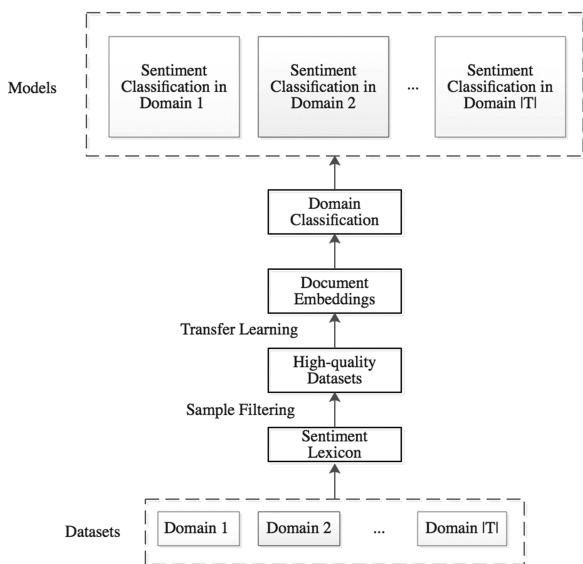 Models
Sentiment
Classification in
Domain 1
Sentiment
Classification in
Domain 2
...
Sentiment
Classification in
Domain |T|
Domain
Classification
Document
Embeddings
Transfer Learning
High-quality
Datasets
Sample Filtering
Sentiment
Lexicon
Datasets
Domain 1
Domain 2
...
Domain |T|